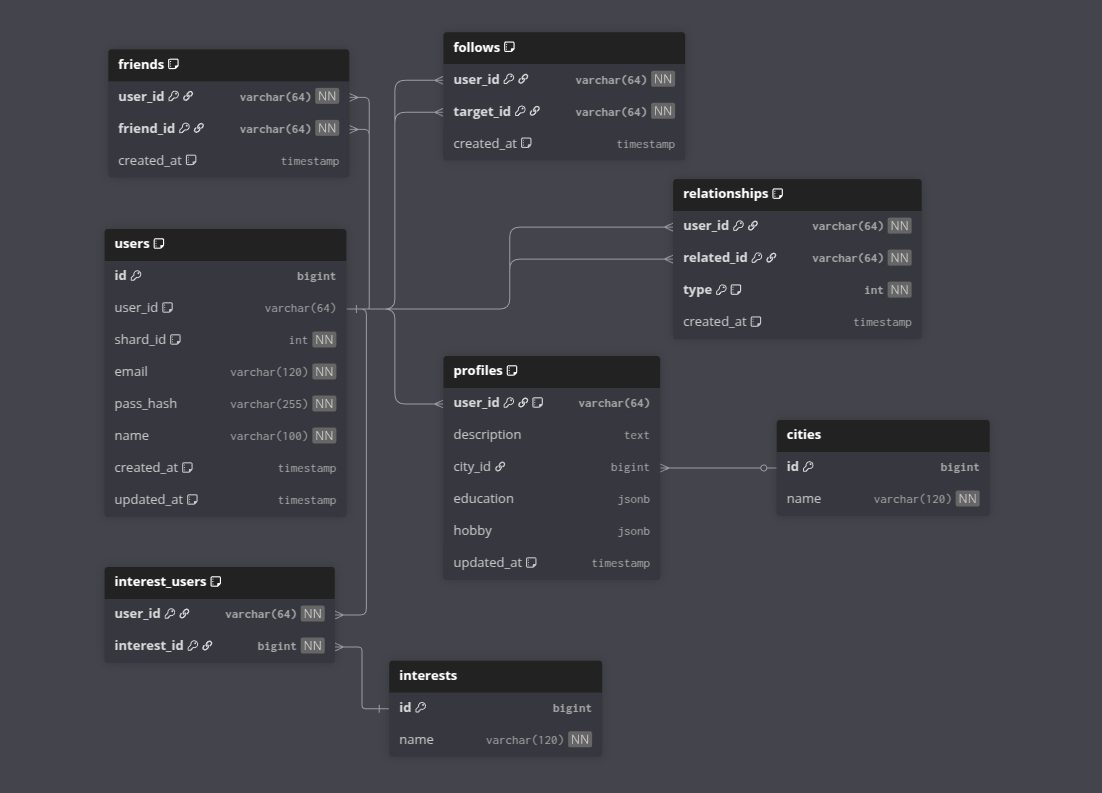 friends
user_id varchar(64) NN
friend_id varchar(64) NN
created_at timestamp
follows
user_id varchar(64) NN
target_id varchar(64) NN
created_at timestamp
relationships
user_id varchar(64) NN
related_id varchar(64) NN
type int NN
created_at timestamp
users
id bigint
user_id varchar(64)
shard_id int NN
email varchar(120) NN
pass_hash varchar(255) NN
name varchar(100) NN
created_at timestamp
updated_at timestamp
profiles
user_id varchar(64)
description text
city_id bigint
education jsonb
hobby jsonb
updated_at timestamp
cities
id bigint
name varchar(120) NN
interest_users
user_id varchar(64) NN
interest_id bigint NN
interests
id bigint
name varchar(120) NN